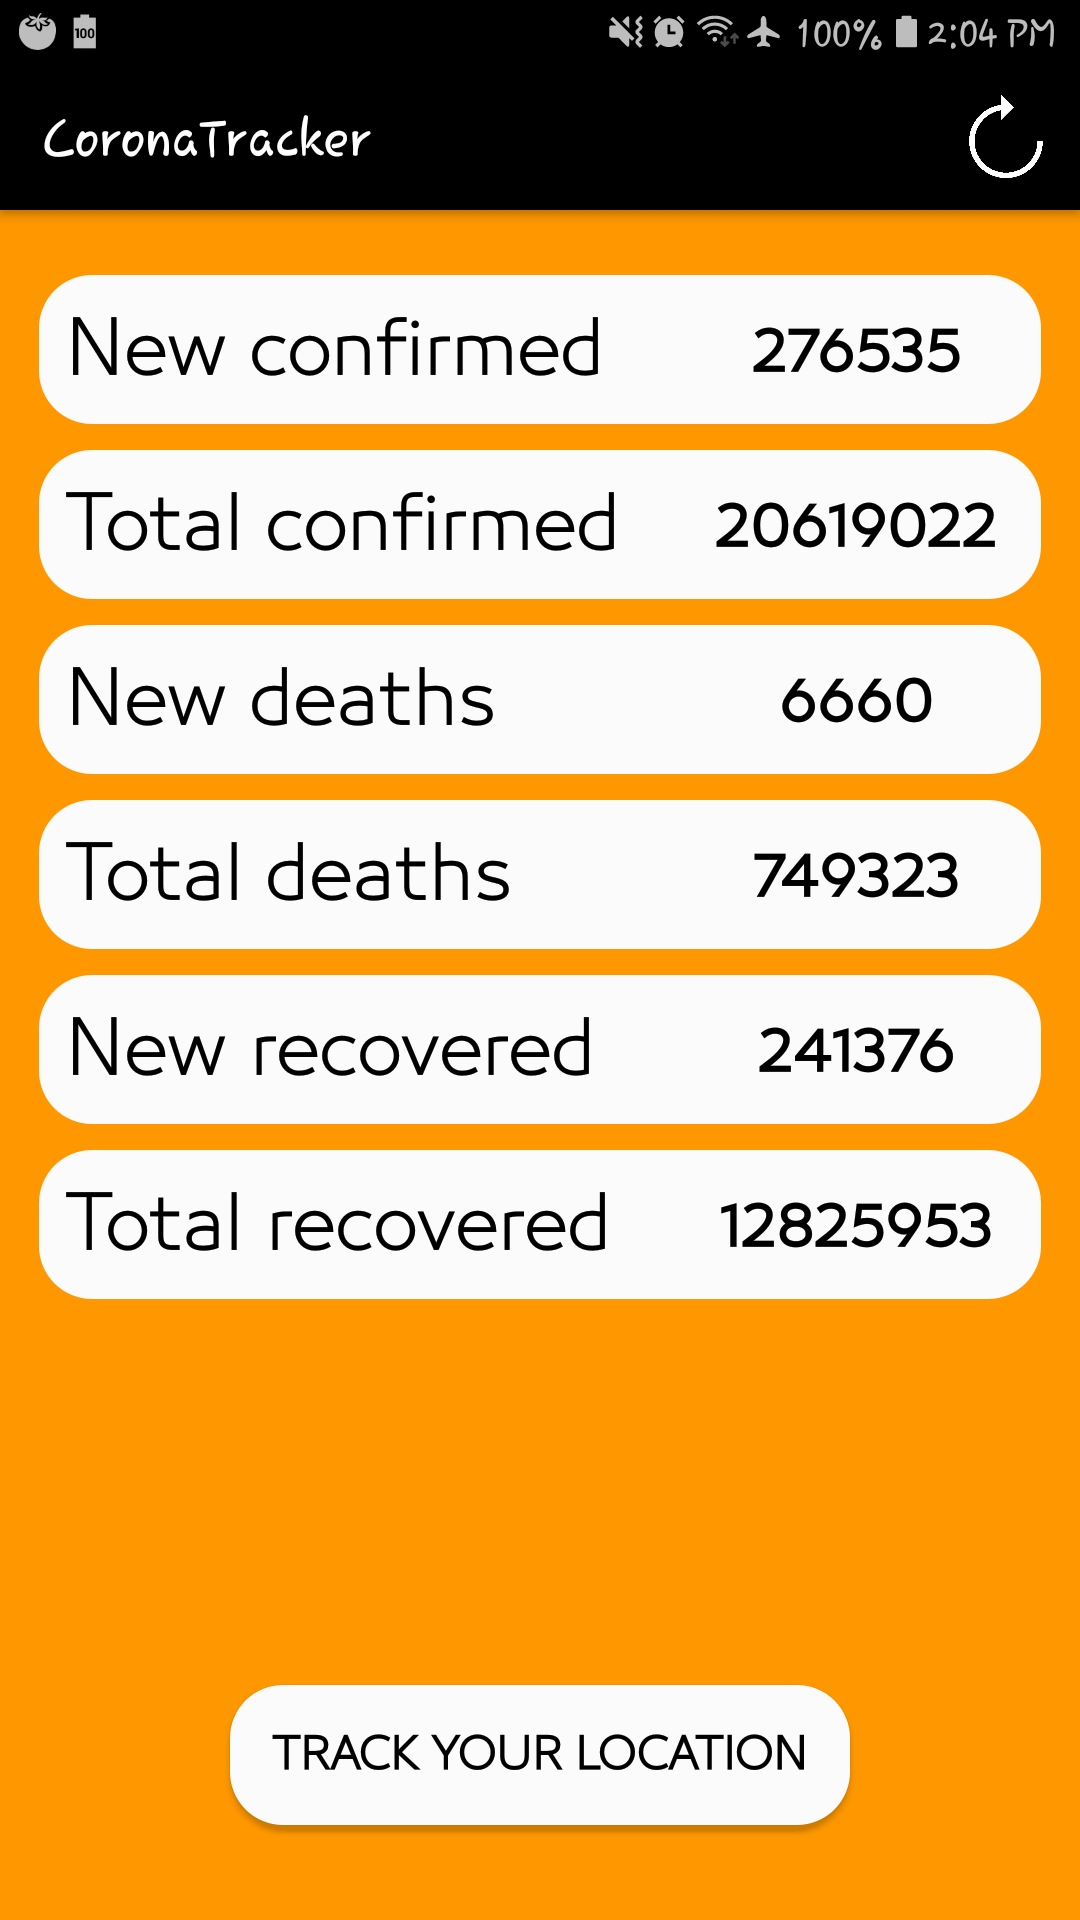 100 100% 2:04 PM
CoronaTracker
New confirmed 276535
Total confirmed 20619022
New deaths 6660
Total deaths 749323
New recovered 241376
Total recovered 12825953
TRACK YOUR LOCATION